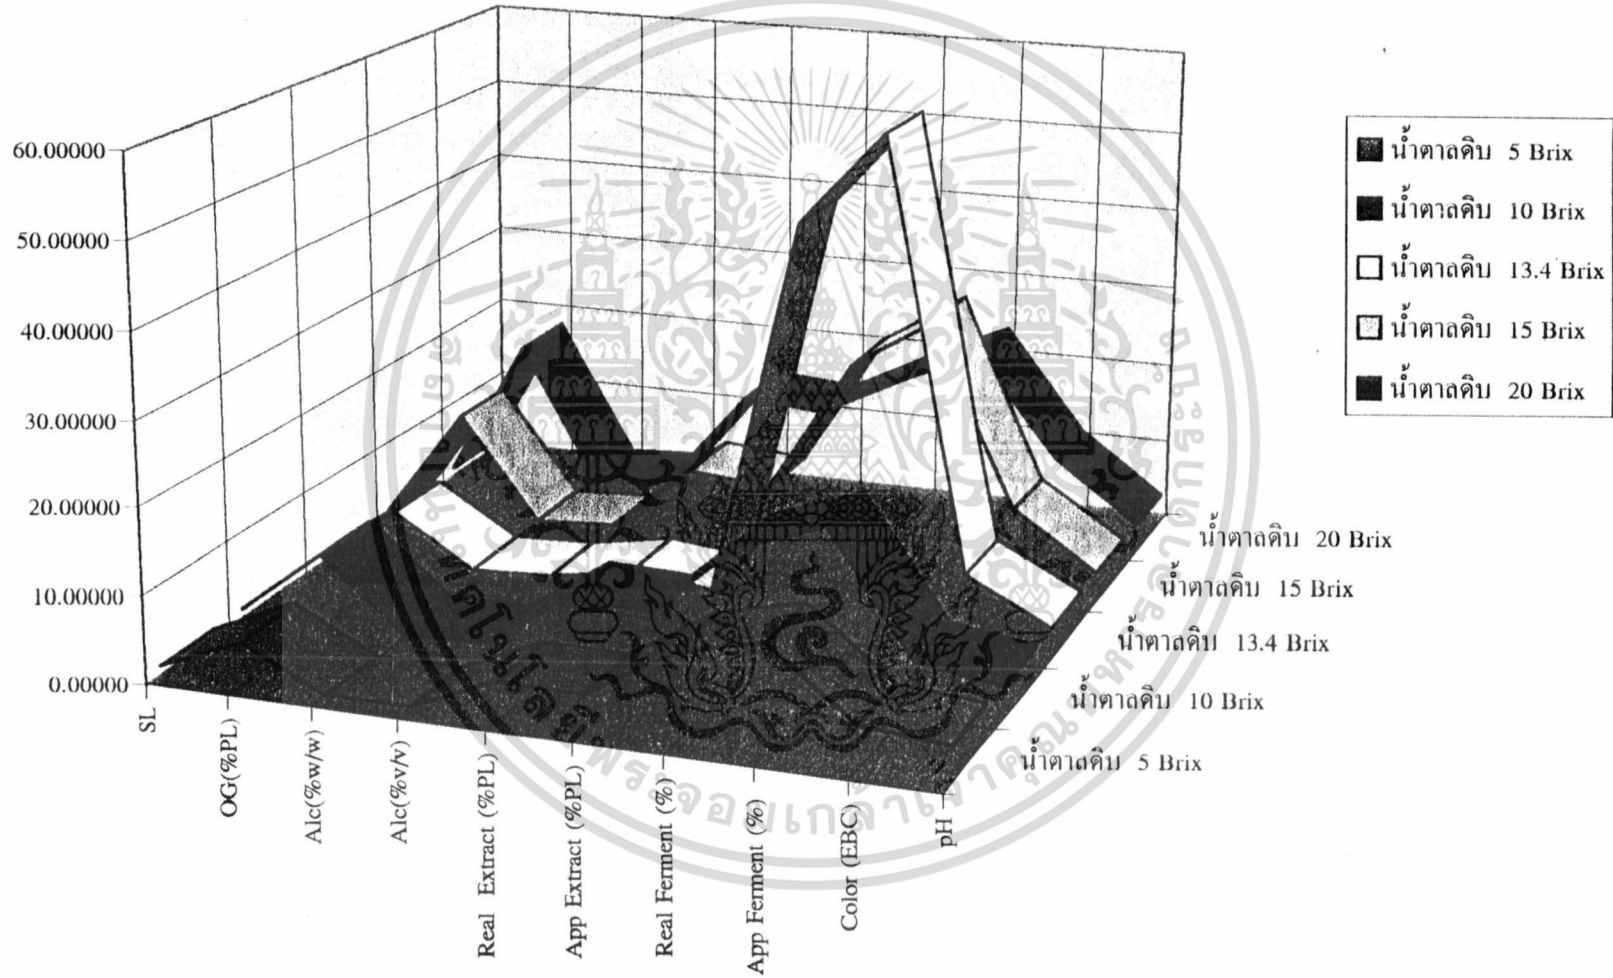 60.00000
50.00000
40.00000
30.00000
20.00000
10.00000
0.00000
SL
OG(%PL)
Alc(%w/w)
Alc(%v/v)
Real Extract (%PL)
App Extract (%PL)
Real Ferment (%)
App Ferment (%)
Color (EBC)
pH
น้ำตาลดิบ 20 Brix
น้ำตาลดิบ 15 Brix
น้ำตาลดิบ 13.4 Brix
น้ำตาลดิบ 10 Brix
น้ำตาลดิบ 5 Brix
น้ำตาลดิบ 5 Brix
น้ำตาลดิบ 10 Brix
น้ำตาลดิบ 13.4 Brix
น้ำตาลดิบ 15 Brix
น้ำตาลดิบ 20 Brix